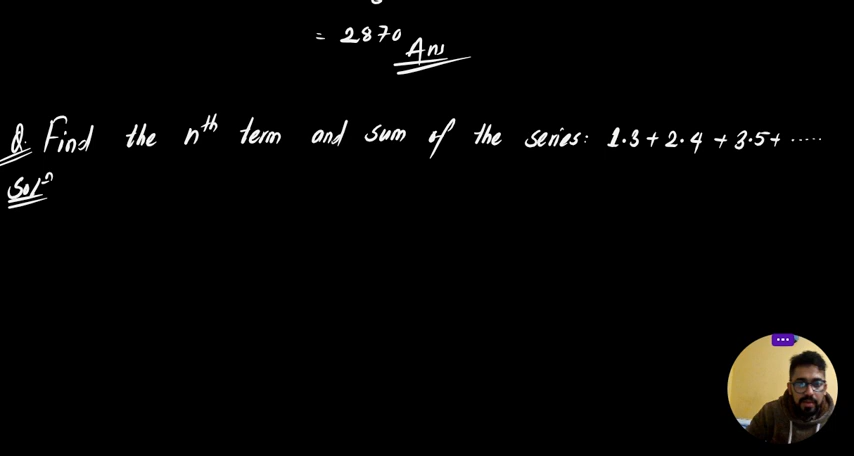 = 2870 Ans
Q. Find the nth term and sum of the series: 1.3 + 2.4 + 3.5 + .....
Solⁿ